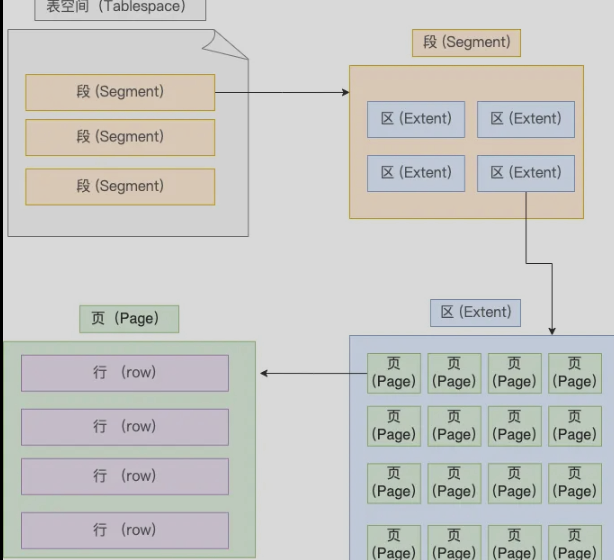 表空间（Tablespace）
段 (Segment)
段 (Segment)
段 (Segment)
段 (Segment)
区 (Extent)
区 (Extent)
区 (Extent)
区 (Extent)
页（Page）
行 （row)
行 （row)
行 （row)
行 （row)
区 (Extent)
页
(Page)
页
(Page)
页
(Page)
页
(Page)
页
(Page)
页
(Page)
页
(Page)
页
(Page)
页
(Page)
页
(Page)
页
(Page)
页
(Page)
页
(Page)
页
(Page)
页
(Page)
页
(Page)